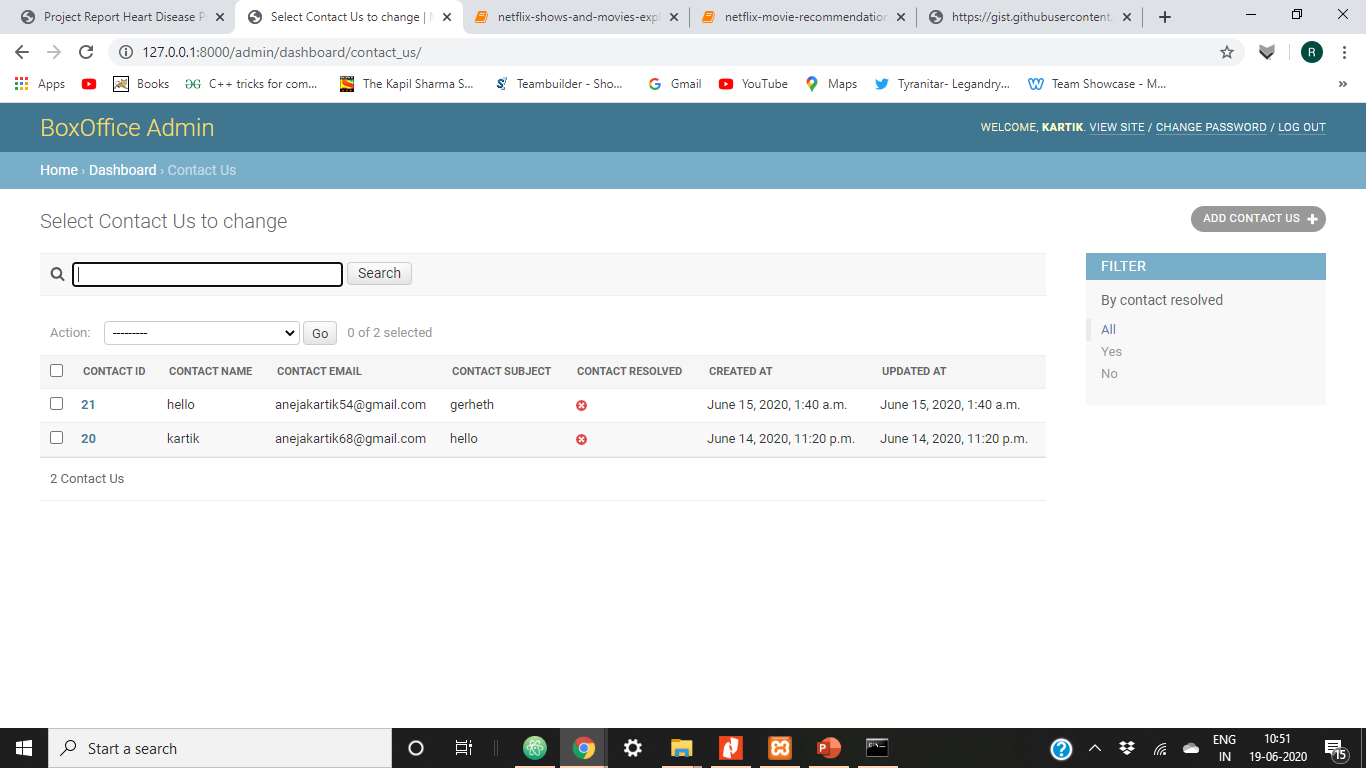 Project Report Heart Disease P
Select Contact Us to change |
netflix-shows-and-movies-expl
netflix-movie-recommendation
https://gist.githubusercontent.
127.0.0.1:8000/admin/dashboard/contact_us/
R
Apps
Books
C++ tricks for com...
The Kapil Sharma S...
Teambuilder - Sho...
Gmail
YouTube
Maps
Tyranitar- Legandry...
Team Showcase - M...
»
BoxOffice Admin
WELCOME, KARTIK. VIEW SITE / CHANGE PASSWORD / LOG OUT
Home › Dashboard › Contact Us
Select Contact Us to change
ADD CONTACT US +
Search
FILTER
By contact resolved
All
Yes
No
Action: --------- Go 0 of 2 selected
CONTACT ID CONTACT NAME CONTACT EMAIL CONTACT SUBJECT CONTACT RESOLVED CREATED AT UPDATED AT
21 hello anejakartik54@gmail.com gerheth June 15, 2020, 1:40 a.m. June 15, 2020, 1:40 a.m.
20 kartik anejakartik68@gmail.com hello June 14, 2020, 11:20 p.m. June 14, 2020, 11:20 p.m.
2 Contact Us
Start a search
ENG
IN
10:51
19-06-2020
15